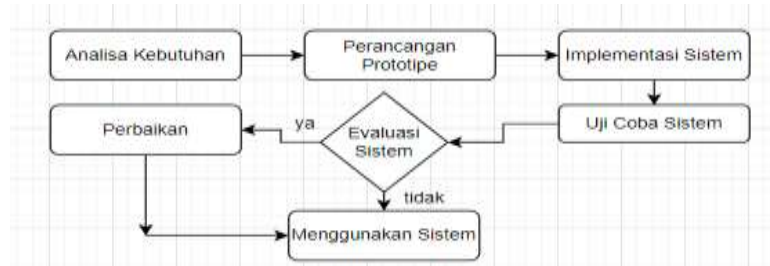 Analisa Kebutuhan
Perancangan
Prototipe
Implementasi Sistem
Uji Coba Sistem
Evaluasi
Sistem
ya
Perbaikan
tidak
Menggunakan Sistem